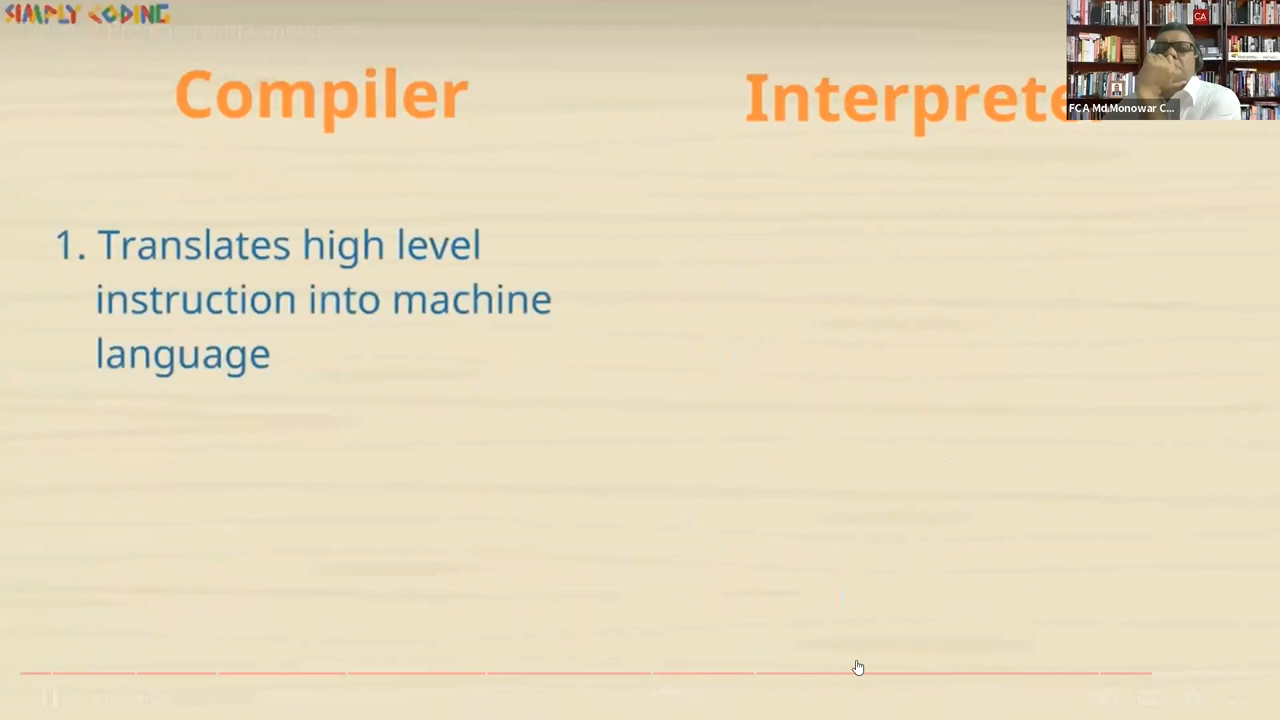 SIMPLY CODING
Compiler
Interprete
CA
FCA Md.Monowar C...
1. Translates high level
instruction into machine
language